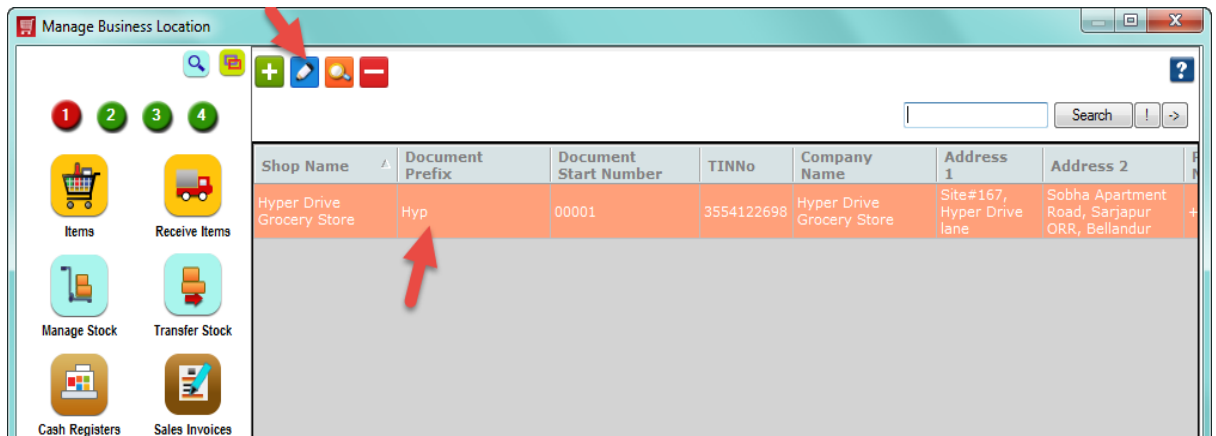 Manage Business Location
X
?
1 2 3 4
Search ! ->
Items Receive Items
Manage Stock Transfer Stock
Cash Registers Sales Invoices
Shop Name Document Document TINNo Company Address Address 2
Prefix Start Number Name 1
Hyper Drive Hyp 00001 3554122698 Hyper Drive Site#167, Sobha Apartment +
Grocery Store Grocery Store Hyper Drive Road, Sarjapur
lane ORR, Bellandur